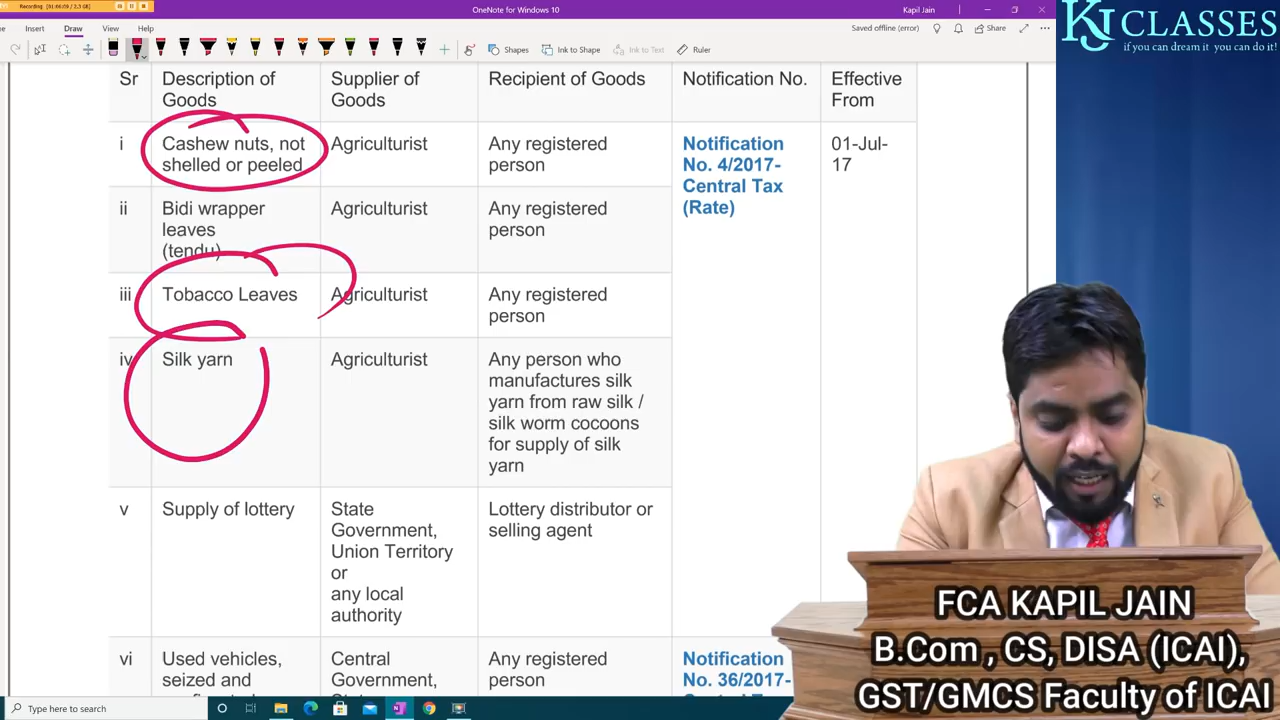 Recording (01:06:09 / 2.3 GB)
OneNote for Windows 10
Kapil Jain
Insert Draw View Help
Saved offline (error)
Share
Shapes
Ink to Shape
Ink to Text
Ruler
KJ CLASSES
if you can dream it you can do it!
Sr Description of Goods Supplier of Goods Recipient of Goods Notification No. Effective From
i Cashew nuts, not shelled or peeled Agriculturist Any registered person Notification No. 4/2017-Central Tax (Rate) 01-Jul-17
ii Bidi wrapper leaves (tendu) Agriculturist Any registered person
iii Tobacco Leaves Agriculturist Any registered person
iv Silk yarn Agriculturist Any person who manufactures silk yarn from raw silk / silk worm cocoons for supply of silk yarn
v Supply of lottery State Government, Union Territory or any local authority Lottery distributor or selling agent
vi Used vehicles, seized and Central Government, Any registered person Notification No. 36/2017-
FCA KAPIL JAIN
B.Com , CS, DISA (ICAI),
GST/GMCS Faculty of ICAI
Type here to search